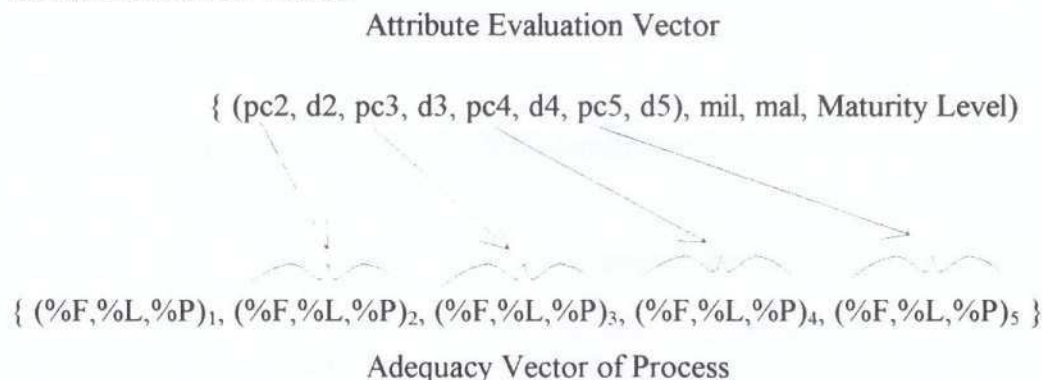 Attribute Evaluation Vector
{ (pc2, d2, pc3, d3, pc4, d4, pc5, d5), mil, mal, Maturity Level)
{ (%F,%L,%P)₁, (%F,%L,%P)₂, (%F,%L,%P)₃, (%F,%L,%P)₄, (%F,%L,%P)₅ }
Adequacy Vector of Process